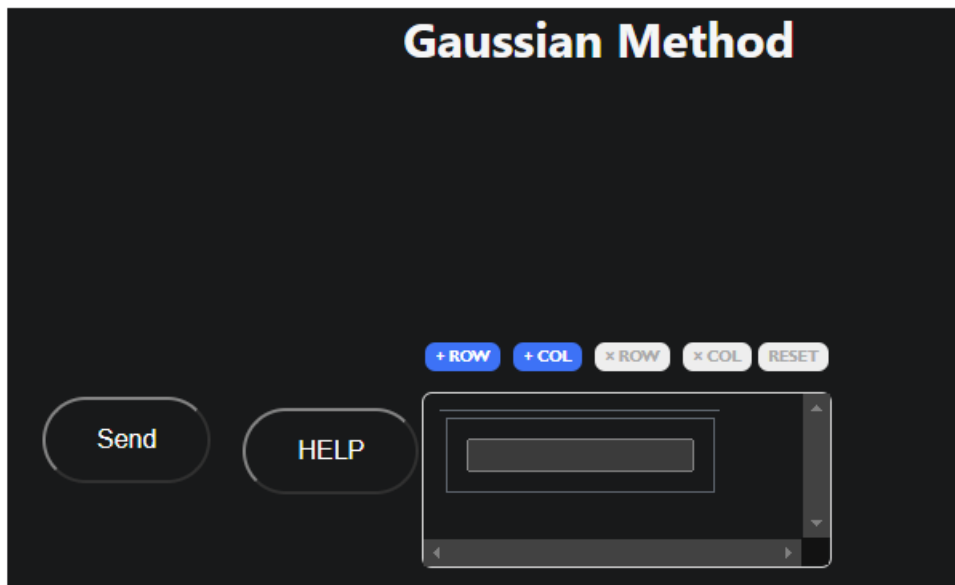 Gaussian Method
+ ROW + COL × ROW × COL RESET
Send
HELP